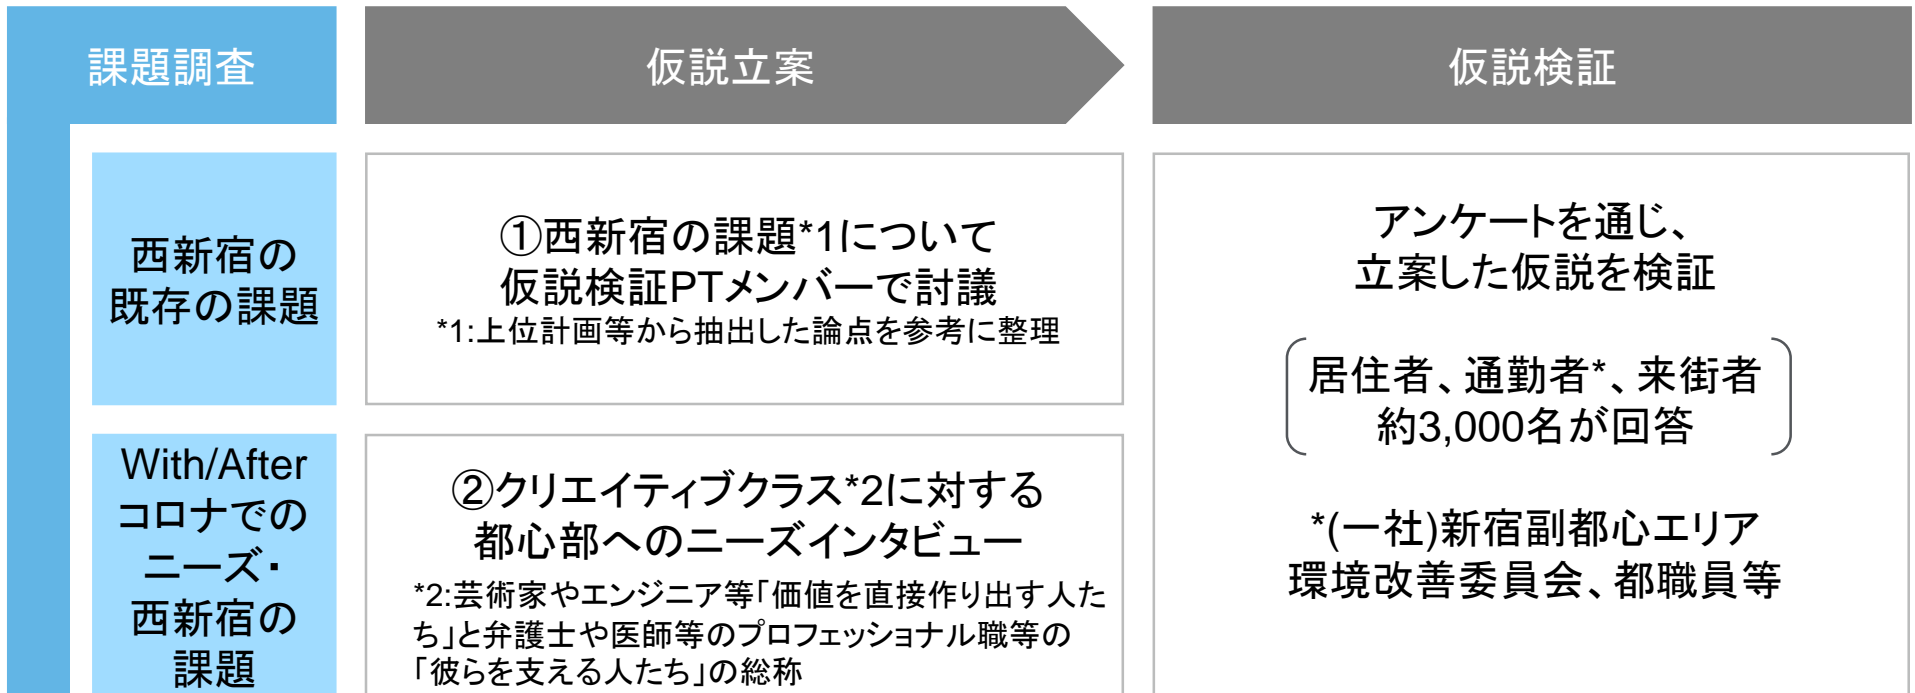 課題調査
仮説立案
仮説検証
西新宿の
既存の課題
①西新宿の課題*1について
仮説検証PTメンバーで討議
*1:上位計画等から抽出した論点を参考に整理
With/After
コロナでの
ニーズ・
西新宿の
課題
②クリエイティブクラス*2に対する
都心部へのニーズインタビュー
*2:芸術家やエンジニア等「価値を直接作り出す人た
ち」と弁護士や医師等のプロフェッショナル職等の
「彼らを支える人たち」の総称
アンケートを通じ、
立案した仮説を検証
居住者、通勤者*、来街者
約3,000名が回答
*(一社)新宿副都心エリア
環境改善委員会、都職員等